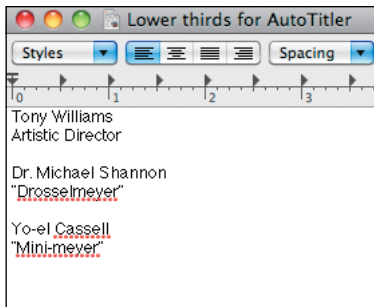 Lower thirds for AutoTitler
Styles Spacing
0 1 2 3
Tony Williams
Artistic Director
Dr. Michael Shannon
"Drosselmeyer"
Yo-el Cassell
"Mini-meyer"